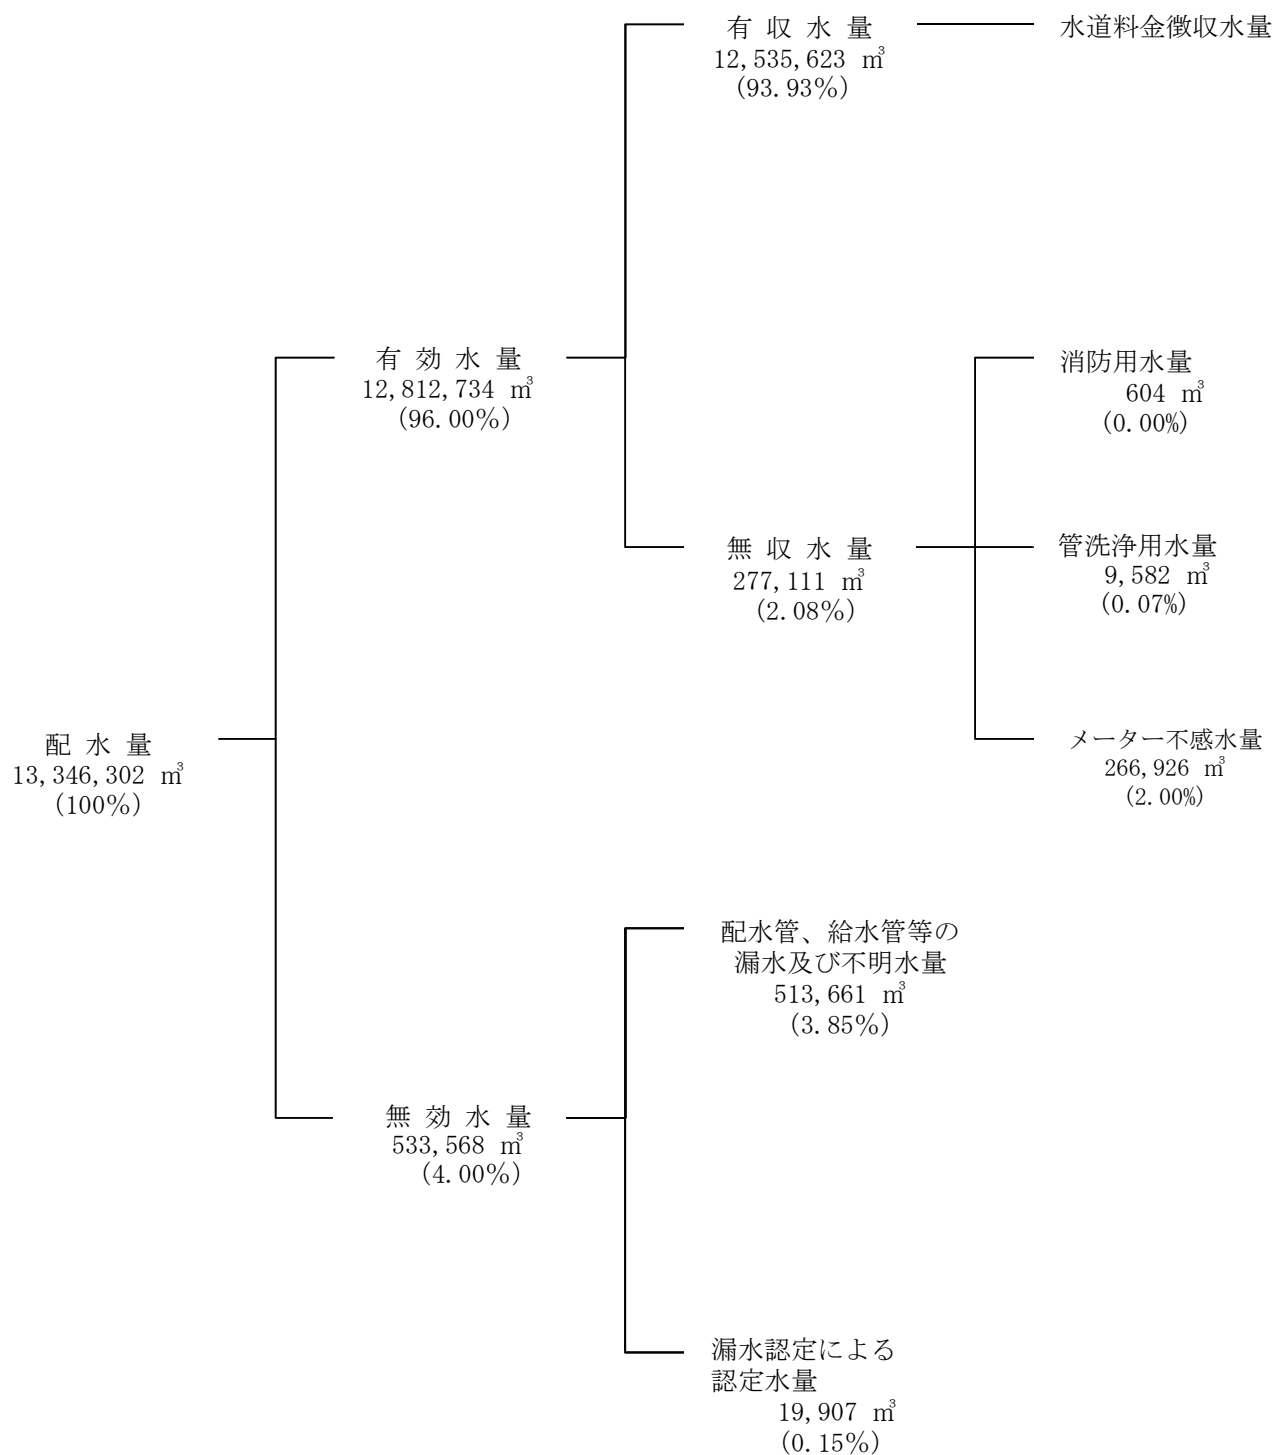 有 収 水 量
12,535,623 ㎥
(93.93%)
水道料金徴収水量
有 効 水 量
12,812,734 ㎥
(96.00%)
消防用水量
604 ㎥
(0.00%)
無 収 水 量
277,111 ㎥
(2.08%)
管洗浄用水量
9,582 ㎥
(0.07%)
メーター不感水量
266,926 ㎥
(2.00%)
配 水 量
13,346,302 ㎥
(100%)
配水管、給水管等の
漏水及び不明水量
513,661 ㎥
(3.85%)
無 効 水 量
533,568 ㎥
(4.00%)
漏水認定による
認定水量
19,907 ㎥
(0.15%)